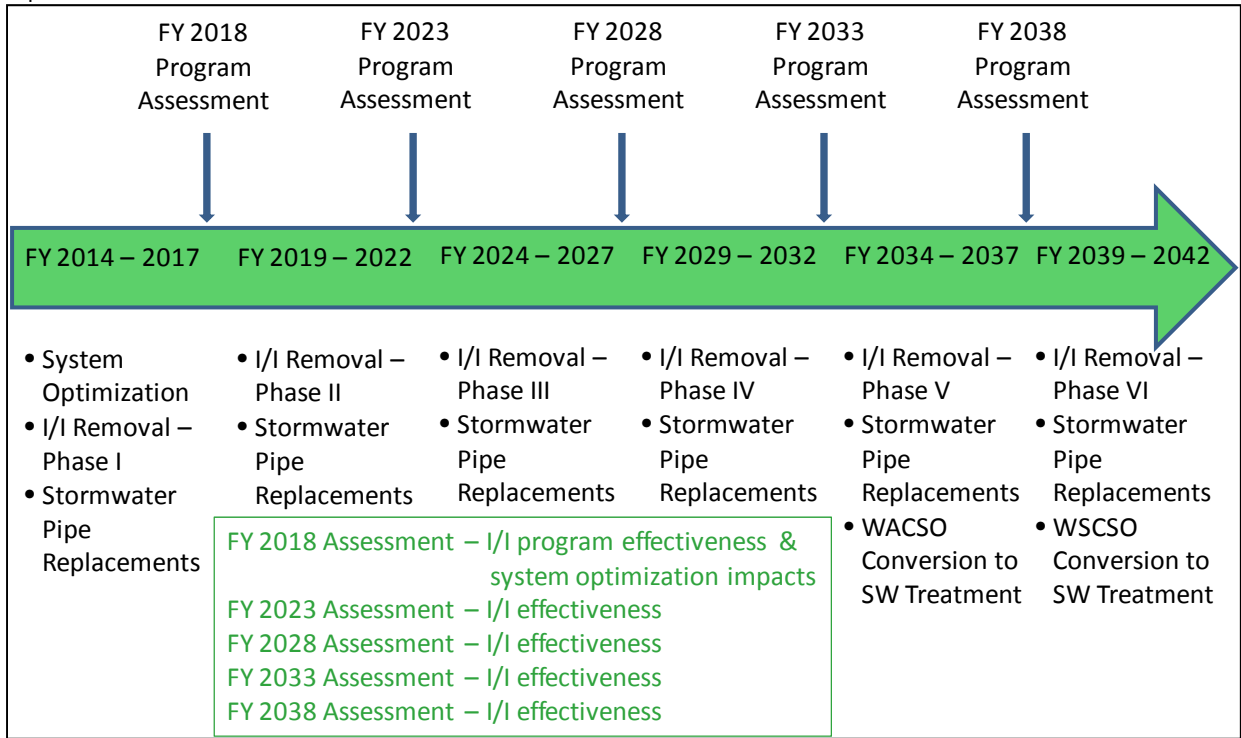 FY 2018
Program
Assessment
FY 2023
Program
Assessment
FY 2028
Program
Assessment
FY 2033
Program
Assessment
FY 2038
Program
Assessment
FY 2014 – 2017
FY 2019 – 2022
FY 2024 – 2027
FY 2029 – 2032
FY 2034 – 2037
FY 2039 – 2042
• System
Optimization
• I/I Removal –
Phase I
• Stormwater
Pipe
Replacements
• I/I Removal –
Phase II
• Stormwater
Pipe
Replacements
• I/I Removal –
Phase III
• Stormwater
Pipe
Replacements
• I/I Removal –
Phase IV
• Stormwater
Pipe
Replacements
• I/I Removal –
Phase V
• Stormwater
Pipe
Replacements
• WACSO
Conversion to
SW Treatment
• I/I Removal –
Phase VI
• Stormwater
Pipe
Replacements
• WSCSO
Conversion to
SW Treatment
FY 2018 Assessment – I/I program effectiveness &
system optimization impacts
FY 2023 Assessment – I/I effectiveness
FY 2028 Assessment – I/I effectiveness
FY 2033 Assessment – I/I effectiveness
FY 2038 Assessment – I/I effectiveness